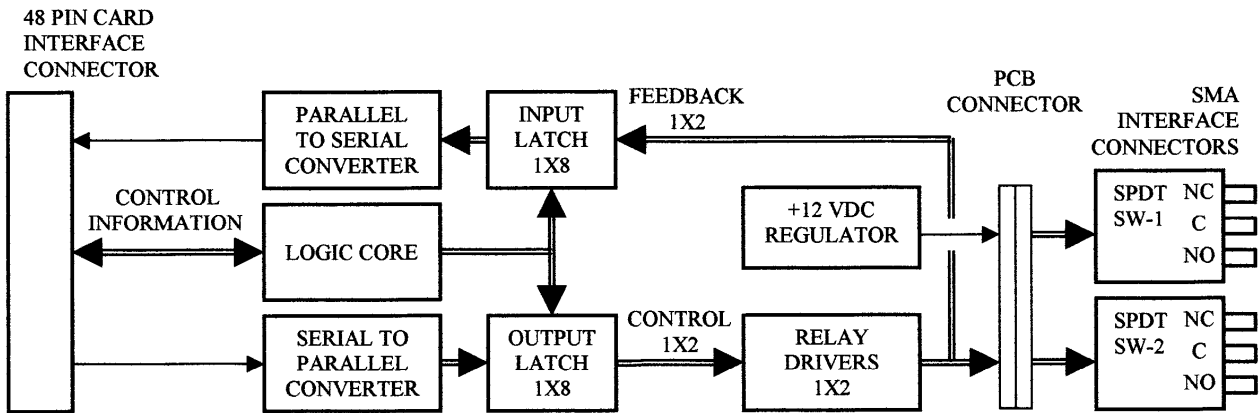 48 PIN CARD
INTERFACE
CONNECTOR
PARALLEL
TO SERIAL
CONVERTER
INPUT
LATCH
1X8
FEEDBACK
1X2
PCB
CONNECTOR
SMA
INTERFACE
CONNECTORS
CONTROL
INFORMATION
LOGIC CORE
+12 VDC
REGULATOR
SPDT
SW-1
NC
C
NO
SERIAL TO
PARALLEL
CONVERTER
OUTPUT
LATCH
1X8
CONTROL
1X2
RELAY
DRIVERS
1X2
SPDT
SW-2
NC
C
NO